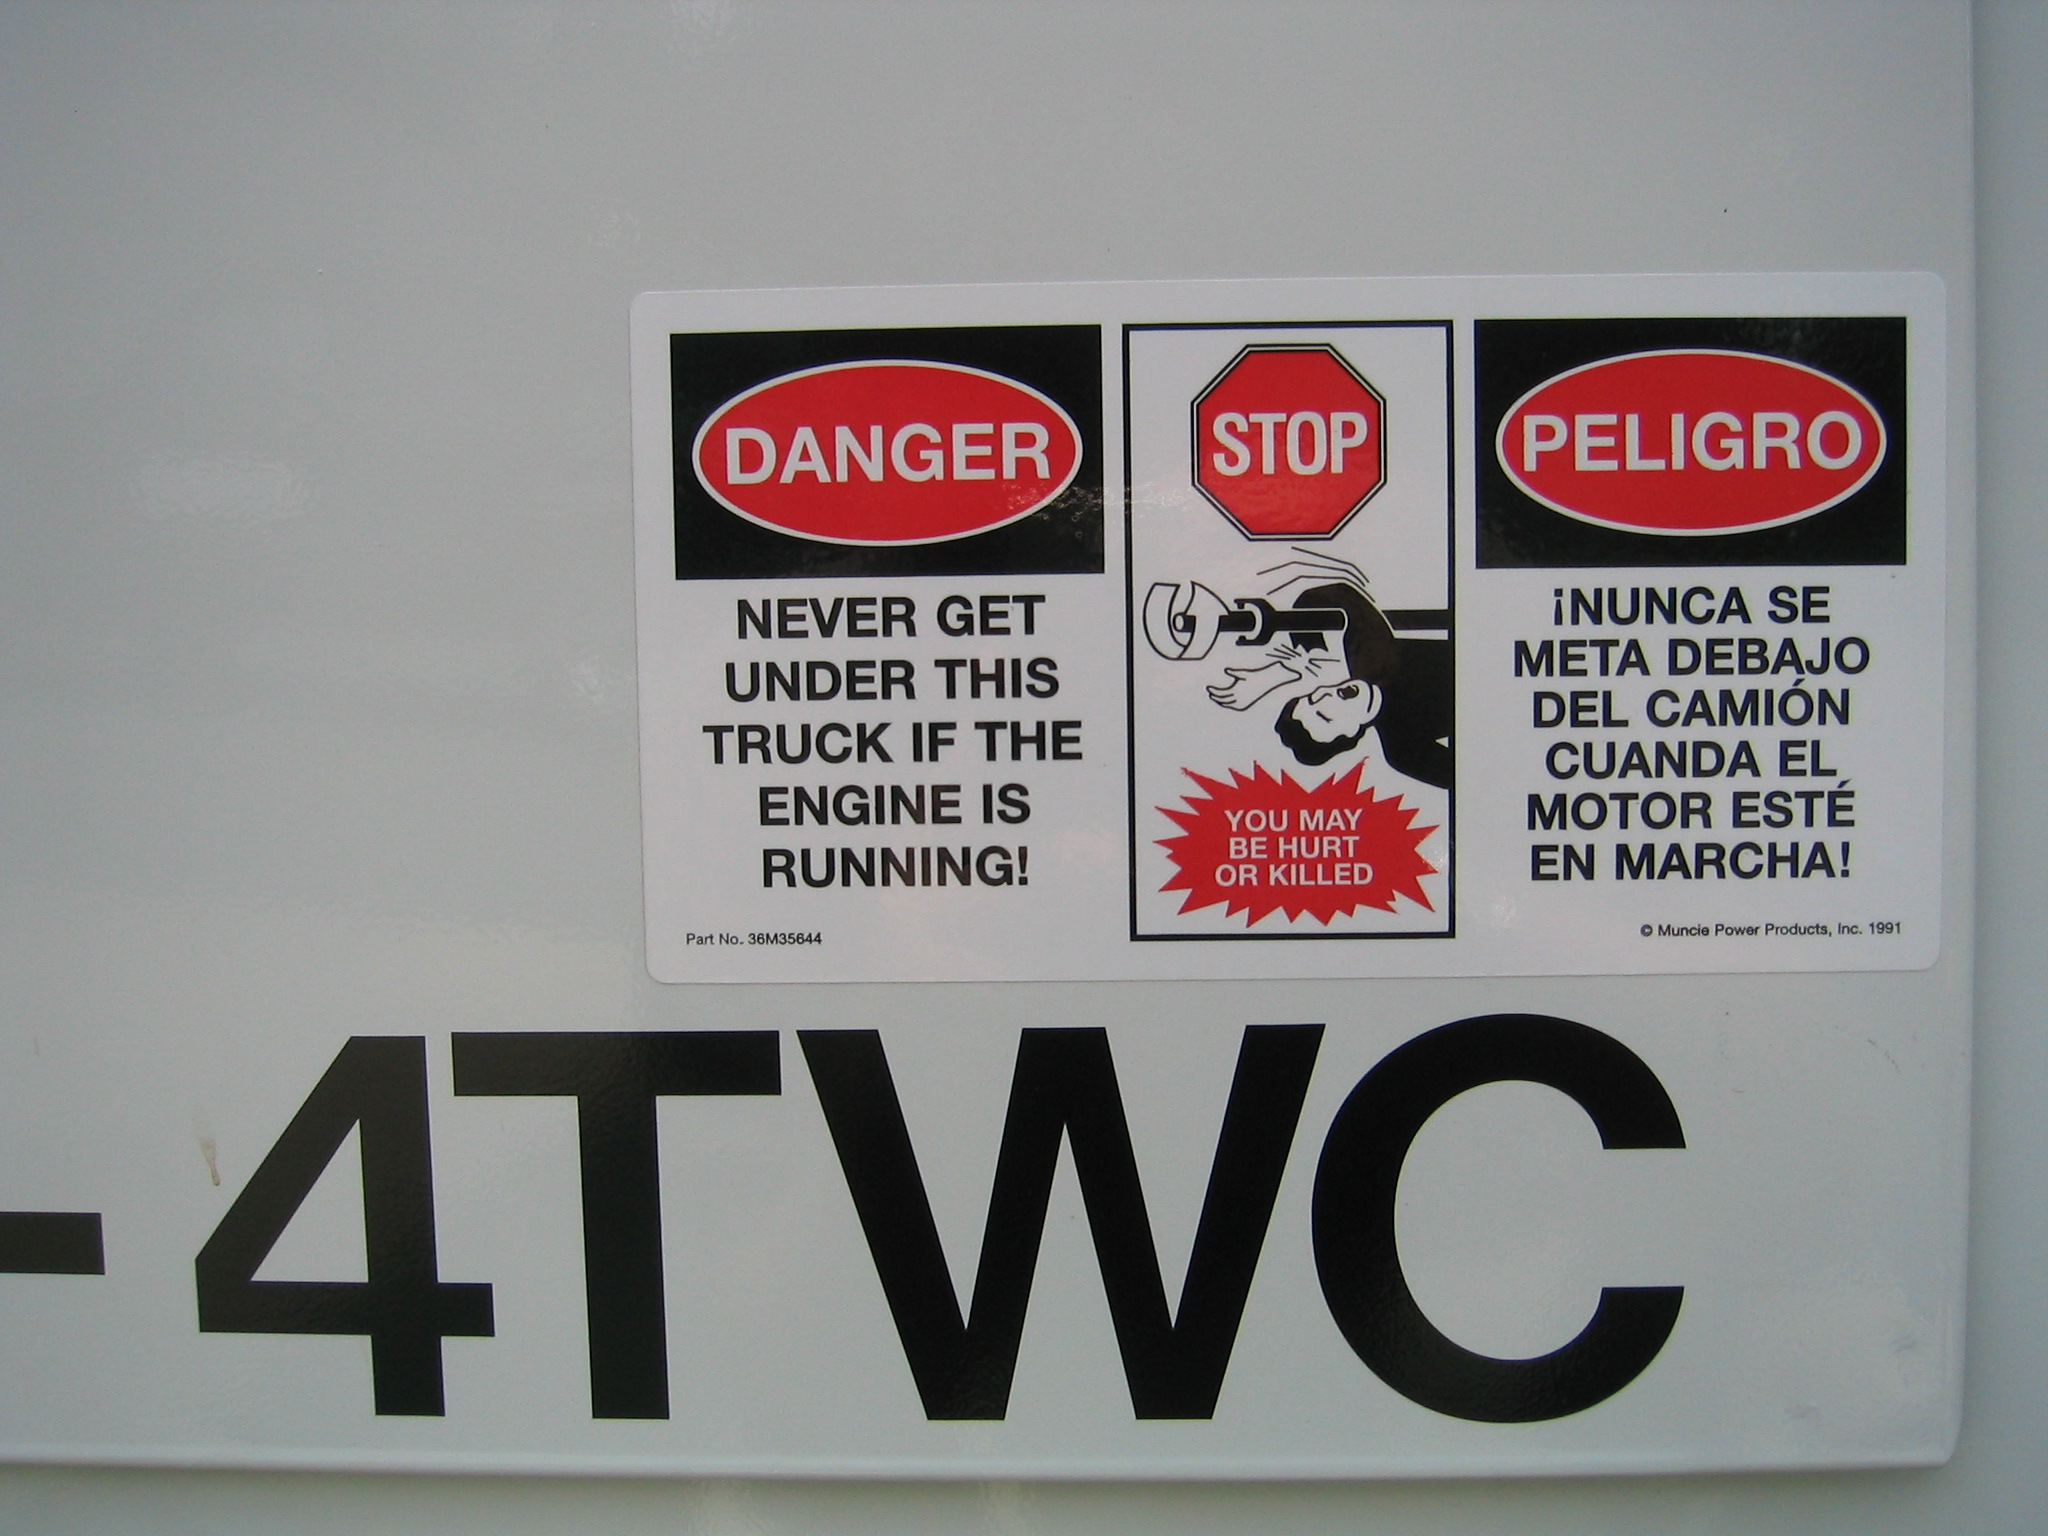 DANGER
NEVER GET
UNDER THIS
TRUCK IF THE
ENGINE IS
RUNNING!
Part No. 36M35644
STOP
YOU MAY
BE HURT
OR KILLED
PELIGRO
¡NUNCA SE
META DEBAJO
DEL CAMIÓN
CUANDA EL
MOTOR ESTÉ
EN MARCHA!
© Muncie Power Products, Inc. 1991
-4TWC